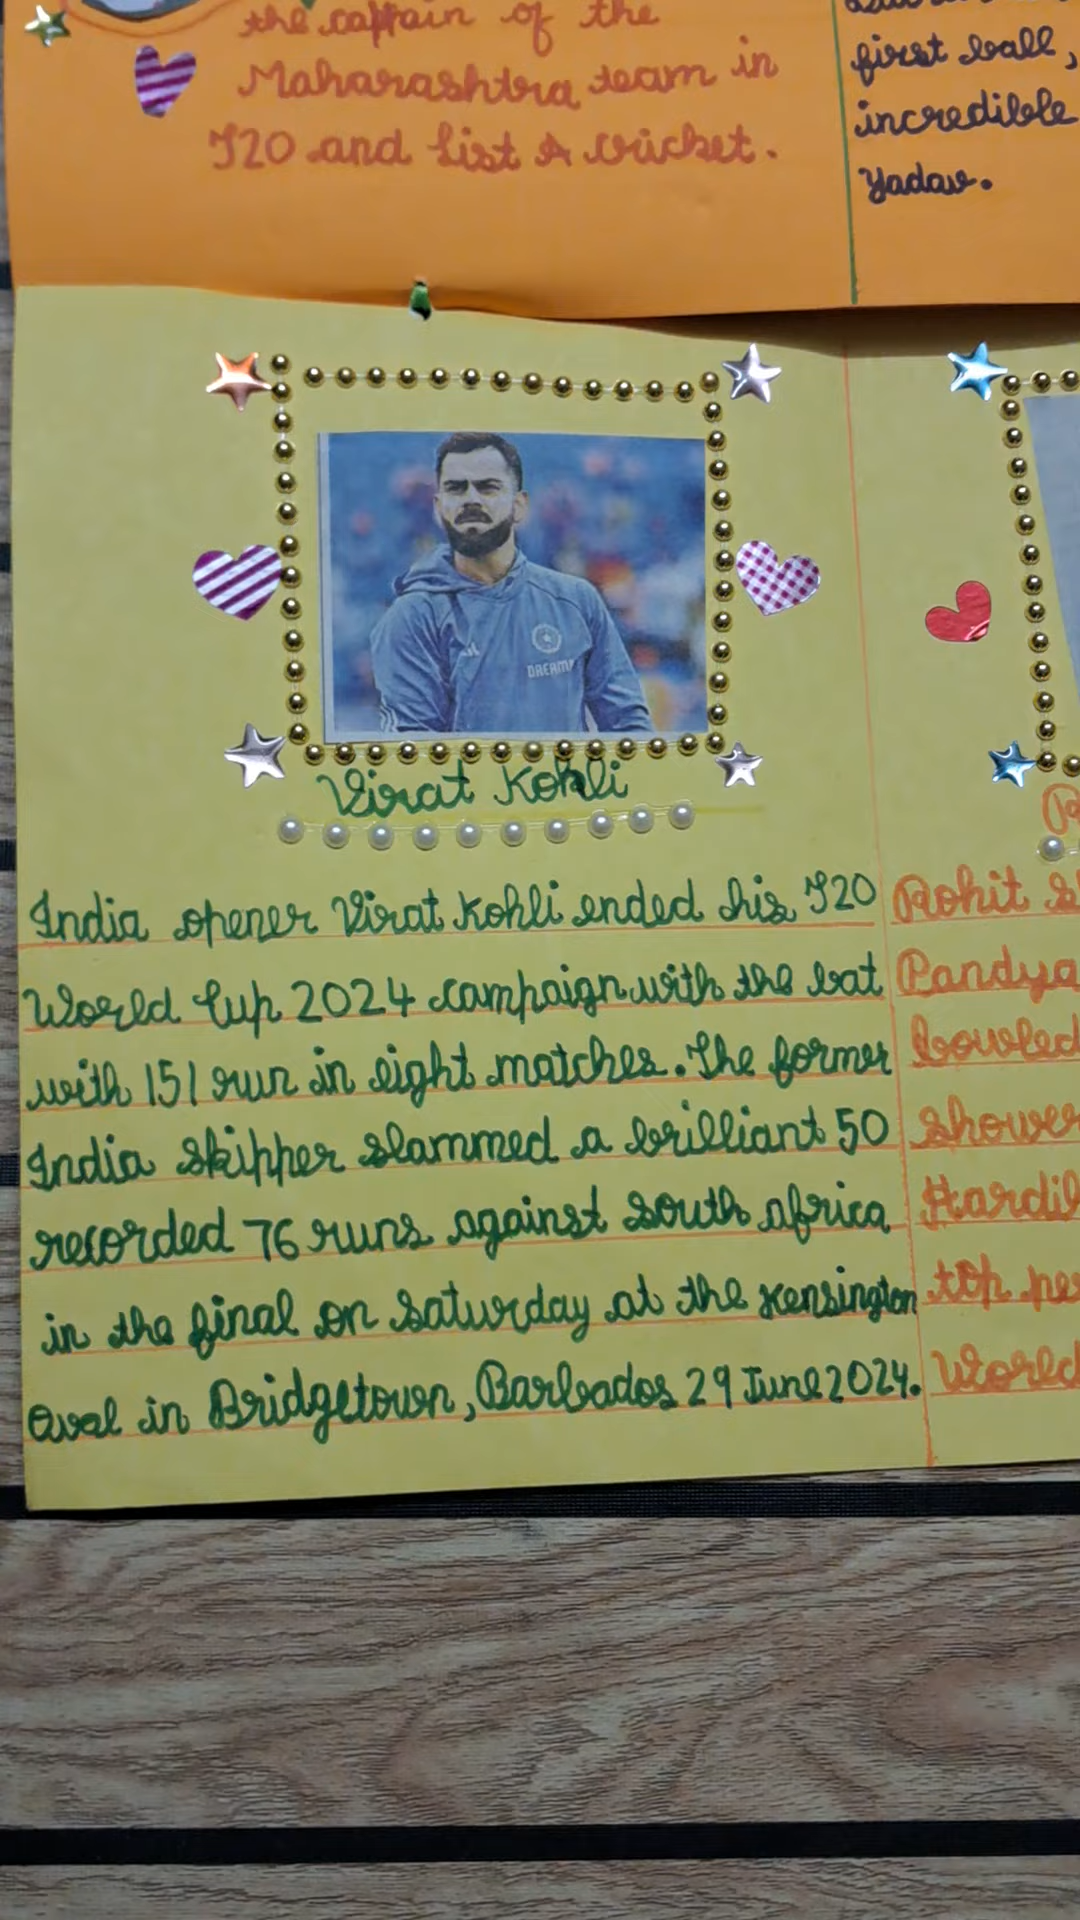 the captain of the
Maharashtra team in
T20 and List A cricket.
first ball,
incredible
Yadav.
DREAM
Virat Kohli
India opener Virat Kohli ended his T20
World Cup 2024 campaign with the bat
with 151 run in eight matches. The former
India skipper slammed a brilliant 50
recorded 76 runs against south africa
in the final on saturday at the Kensington
Oval in Bridgetown, Barbados 29 June 2024.
Rohit
Pandya
bowled
shower
top
World